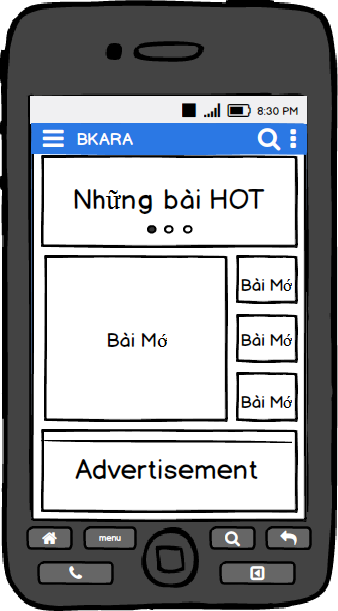 8:30 PM
BKARA
Những bài HOT
Bài Mớ
Bài Mớ
Bài Mớ
Bài Mớ
Advertisement
menu